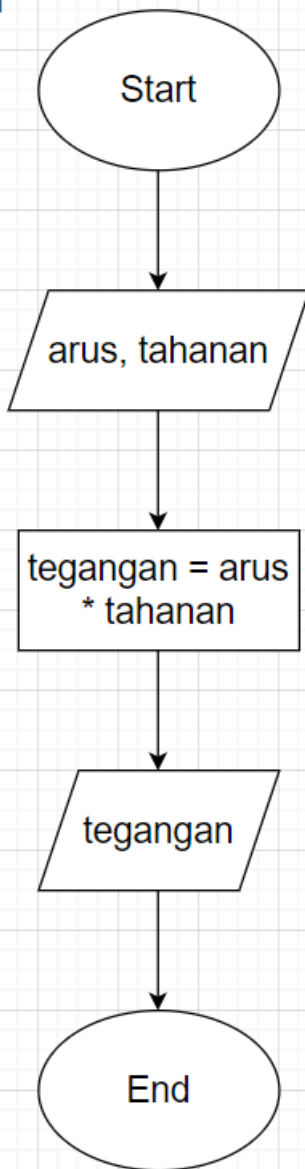 Start
arus, tahanan
tegangan = arus
* tahanan
tegangan
End